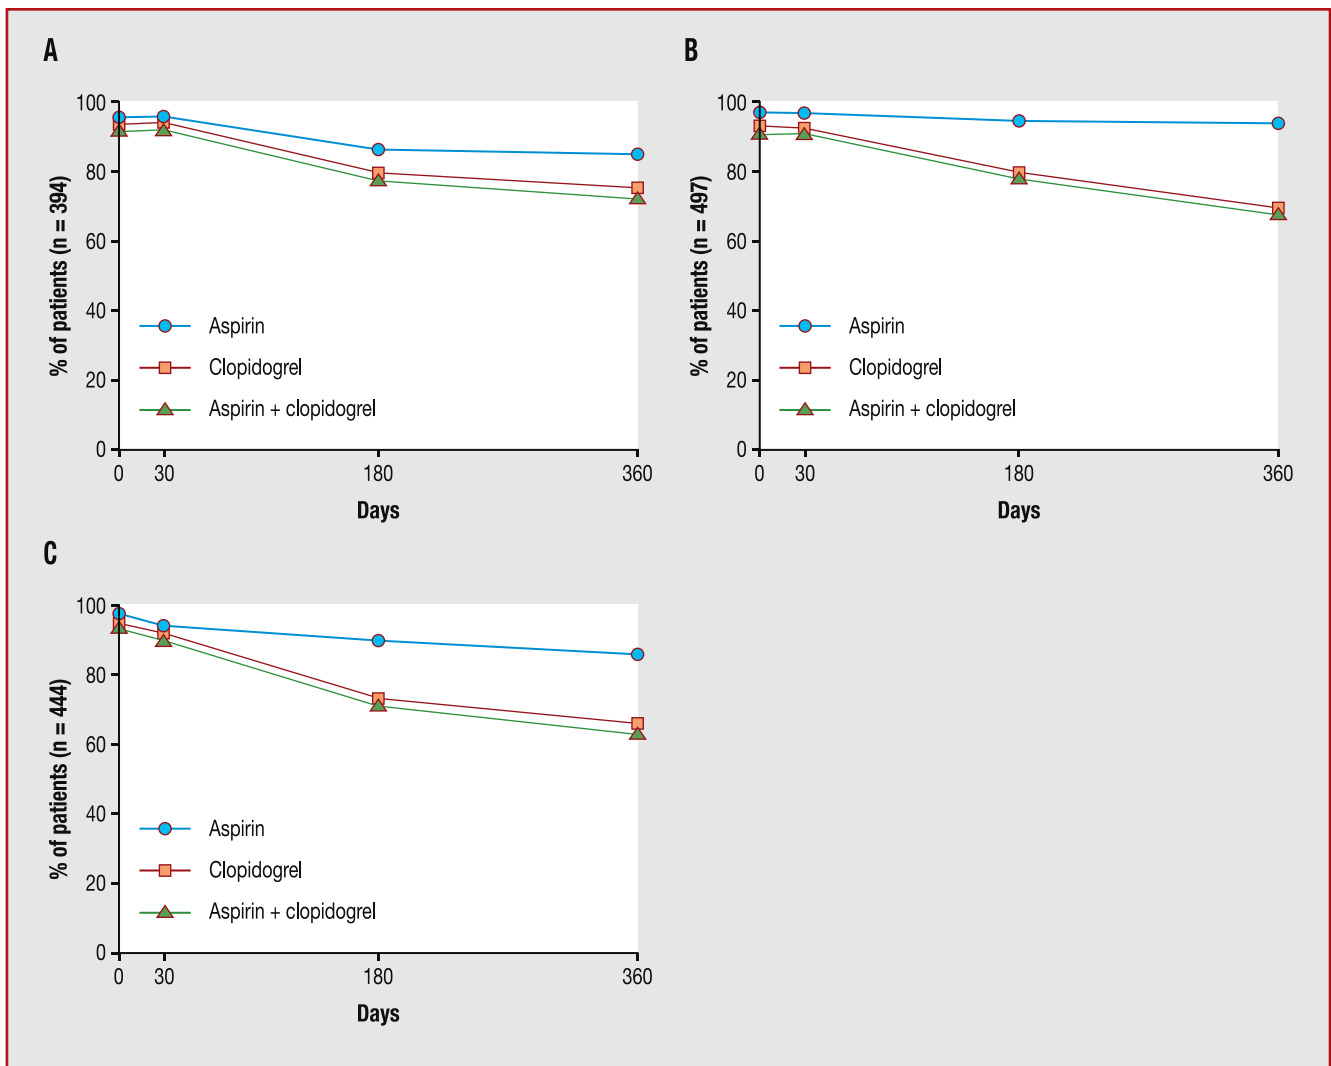 A
% of patients (n = 394)
100
80
60
40
20
0
Aspirin
Clopidogrel
Aspirin + clopidogrel
0 30 180 360
Days
B
% of patients (n = 497)
100
80
60
40
20
0
Aspirin
Clopidogrel
Aspirin + clopidogrel
0 30 180 360
Days
C
% of patients (n = 444)
100
80
60
40
20
0
Aspirin
Clopidogrel
Aspirin + clopidogrel
0 30 180 360
Days